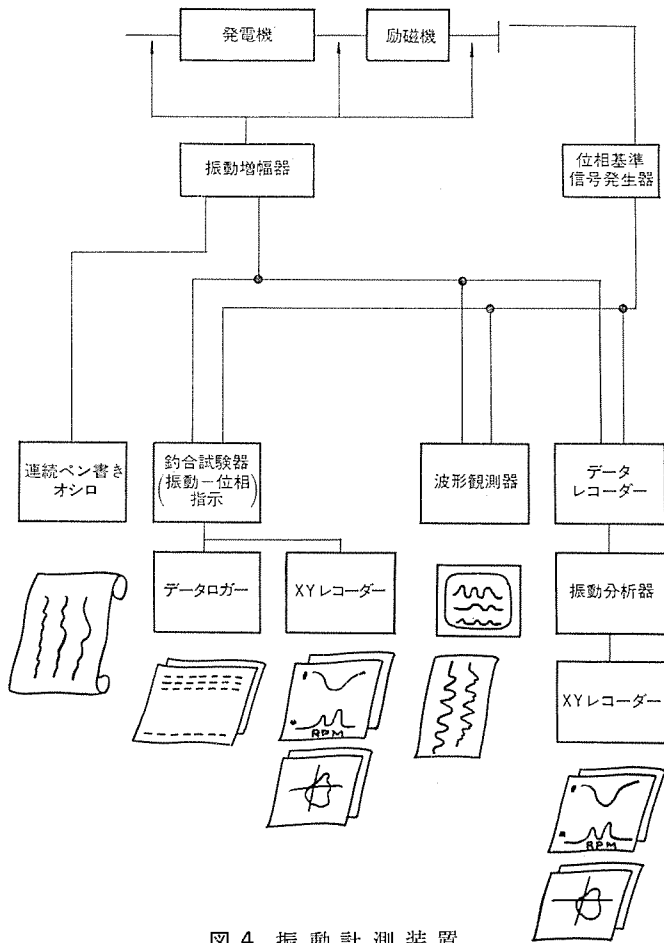 発電機
励磁機
振動増幅器
位相基準
信号発生器
連続ペン書き
オシロ
釣合試験器
(振動－位相)
指示
波形観測器
データ
レコーダー
データロガー
XYレコーダー
振動分析器
RPM
XYレコーダー
RPM
図4 振動計測装置